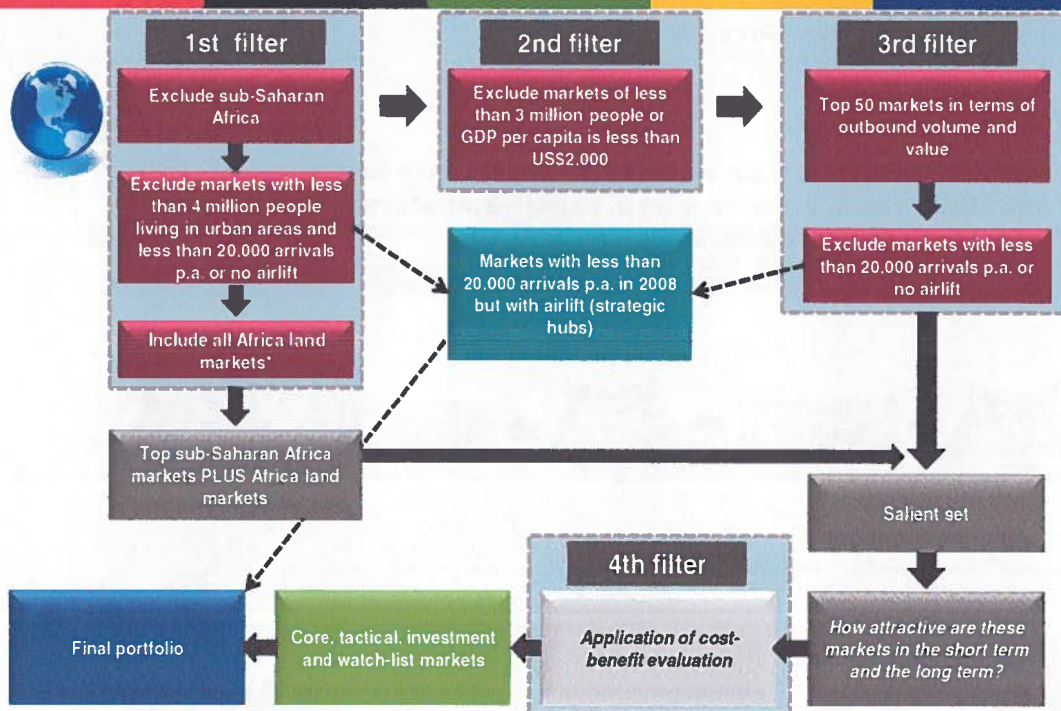 1st filter
Exclude sub-Saharan
Africa
Exclude markets with less
than 4 million people
living in urban areas and
less than 20,000 arrivals
p.a. or no airlift
Include all Africa land
markets*
Top sub-Saharan Africa
markets PLUS Africa land
markets
2nd filter
Exclude markets of less
than 3 million people or
GDP per capita is less than
US$2,000
Markets with less than
20,000 arrivals p.a. in 2008
but with airlift (strategic
hubs)
3rd filter
Top 50 markets in terms of
outbound volume and
value
Exclude markets with less
than 20,000 arrivals p.a. or
no airlift
Salient set
How attractive are these
markets in the short term
and the long term?
4th filter
Application of cost-
benefit evaluation
Core, tactical, investment
and watch-list markets
Final portfolio